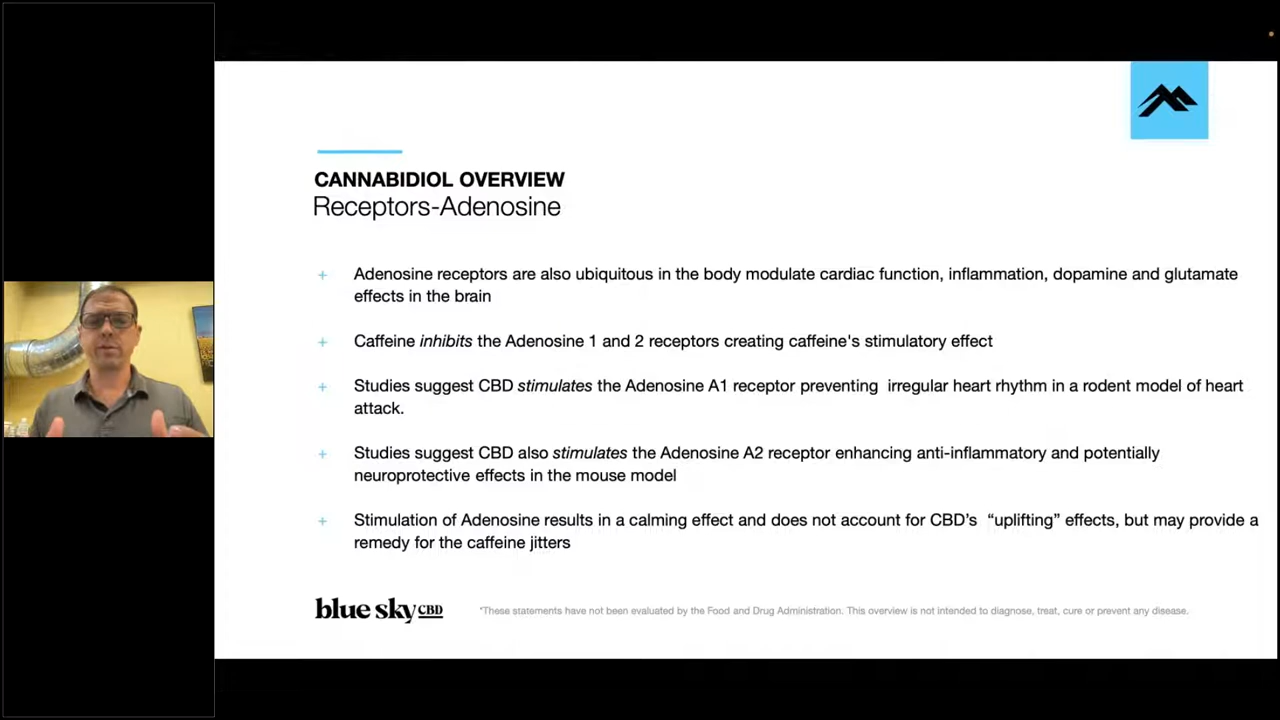 CANNABIDIOL OVERVIEW
Receptors-Adenosine
+ Adenosine receptors are also ubiquitous in the body modulate cardiac function, inflammation, dopamine and glutamate
effects in the brain
+ Caffeine inhibits the Adenosine 1 and 2 receptors creating caffeine's stimulatory effect
+ Studies suggest CBD stimulates the Adenosine A1 receptor preventing  irregular heart rhythm in a rodent model of heart
attack.
+ Studies suggest CBD also stimulates the Adenosine A2 receptor enhancing anti-inflammatory and potentially
neuroprotective effects in the mouse model
+ Stimulation of Adenosine results in a calming effect and does not account for CBD's  “uplifting” effects, but may provide a
remedy for the caffeine jitters
blue sky CBD
*These statements have not been evaluated by the Food and Drug Administration. This overview is not intended to diagnose, treat, cure or prevent any disease.